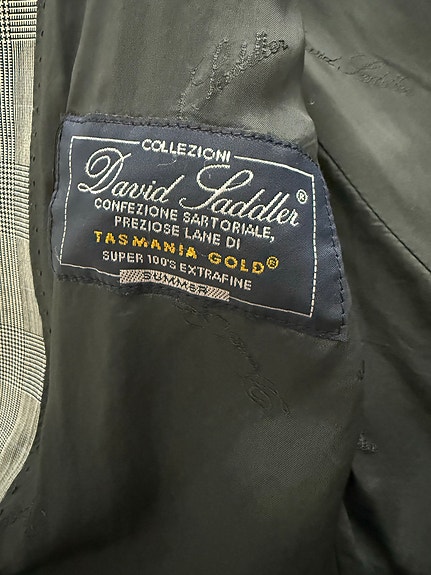 COLLEZIONI
David Saddler®
CONFEZIONE SARTORIALE,
PREZIOSE LANE DI
TASMANIA GOLD®
SUPER 100'S EXTRAFINE
SUMMER